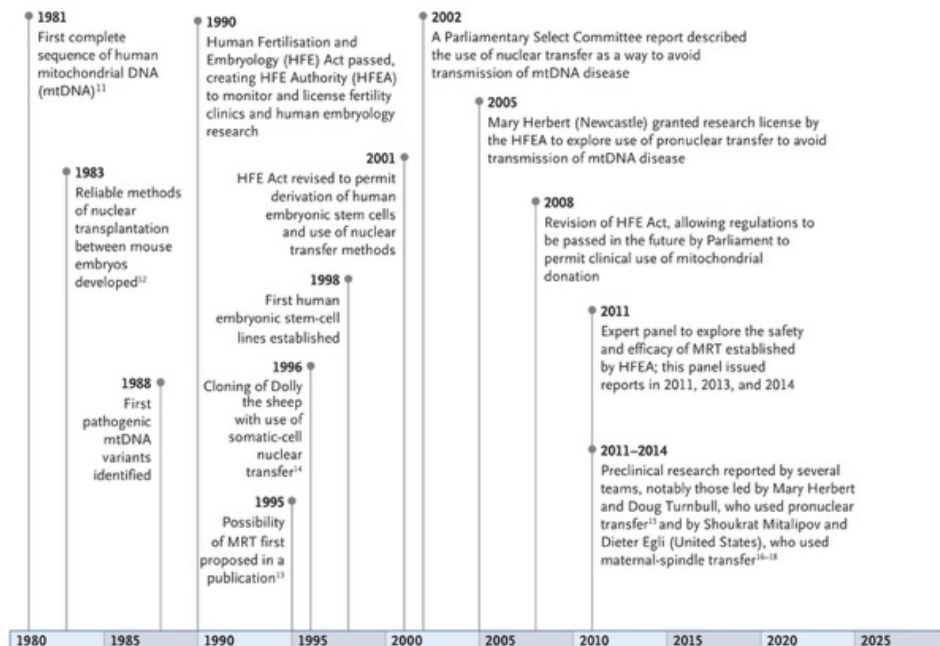 1981
First complete
sequence of human
mitochondrial DNA
(mtDNA)¹¹
1983
Reliable methods
of nuclear
transplantation
between mouse
embryos
developed¹²
1988
First
pathogenic
mtDNA
variants
identified
1990
Human Fertilisation and
Embryology (HFE) Act passed,
creating HFE Authority (HFEA)
to monitor and license fertility
clinics and human embryology
research
2001
HFE Act revised to permit
derivation of human
embryonic stem cells
and use of nuclear
transfer methods
1998
First human
embryonic stem-cell
lines established
1996
Cloning of Dolly
the sheep
with use of
somatic-cell
nuclear
transfer¹⁴
1995
Possibility
of MRT first
proposed in a
publication¹³
2002
A Parliamentary Select Committee report described
the use of nuclear transfer as a way to avoid
transmission of mtDNA disease
2005
Mary Herbert (Newcastle) granted research license by
the HFEA to explore use of pronuclear transfer to avoid
transmission of mtDNA disease
2008
Revision of HFE Act, allowing regulations to
be passed in the future by Parliament to
permit clinical use of mitochondrial
donation
2011
Expert panel to explore the safety
and efficacy of MRT established
by HFEA; this panel issued
reports in 2011, 2013, and 2014
2011–2014
Preclinical research reported by several
teams, notably those led by Mary Herbert
and Doug Turnbull, who used pronuclear
transfer¹⁵ and by Shoukrat Mitalipov and
Dieter Egli (United States), who used
maternal-spindle transfer¹⁶⁻¹⁸
1980 1985 1990 1995 2000 2005 2010 2015 2020 2025